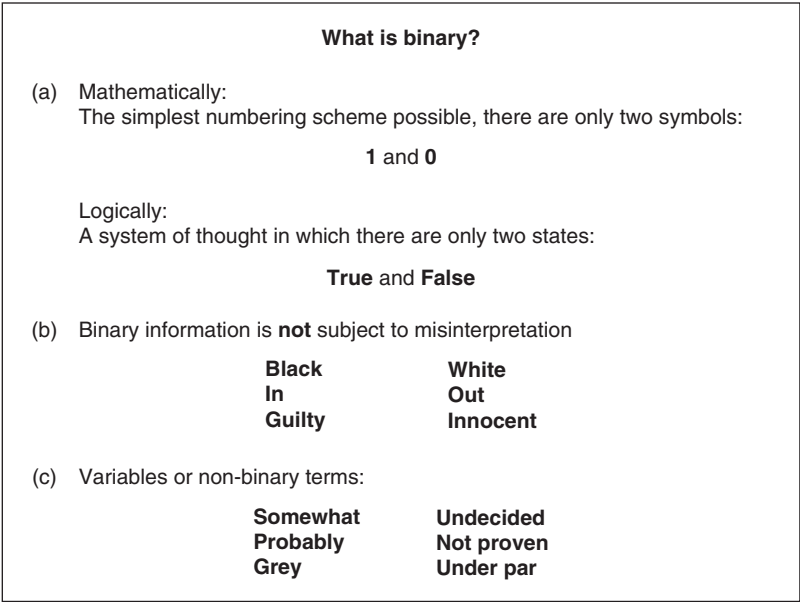 What is binary?
(a) Mathematically:
The simplest numbering scheme possible, there are only two symbols:
1 and 0
Logically:
A system of thought in which there are only two states:
True and False
(b) Binary information is not subject to misinterpretation
Black White
In Out
Guilty Innocent
(c) Variables or non-binary terms:
Somewhat Undecided
Probably Not proven
Grey Under par